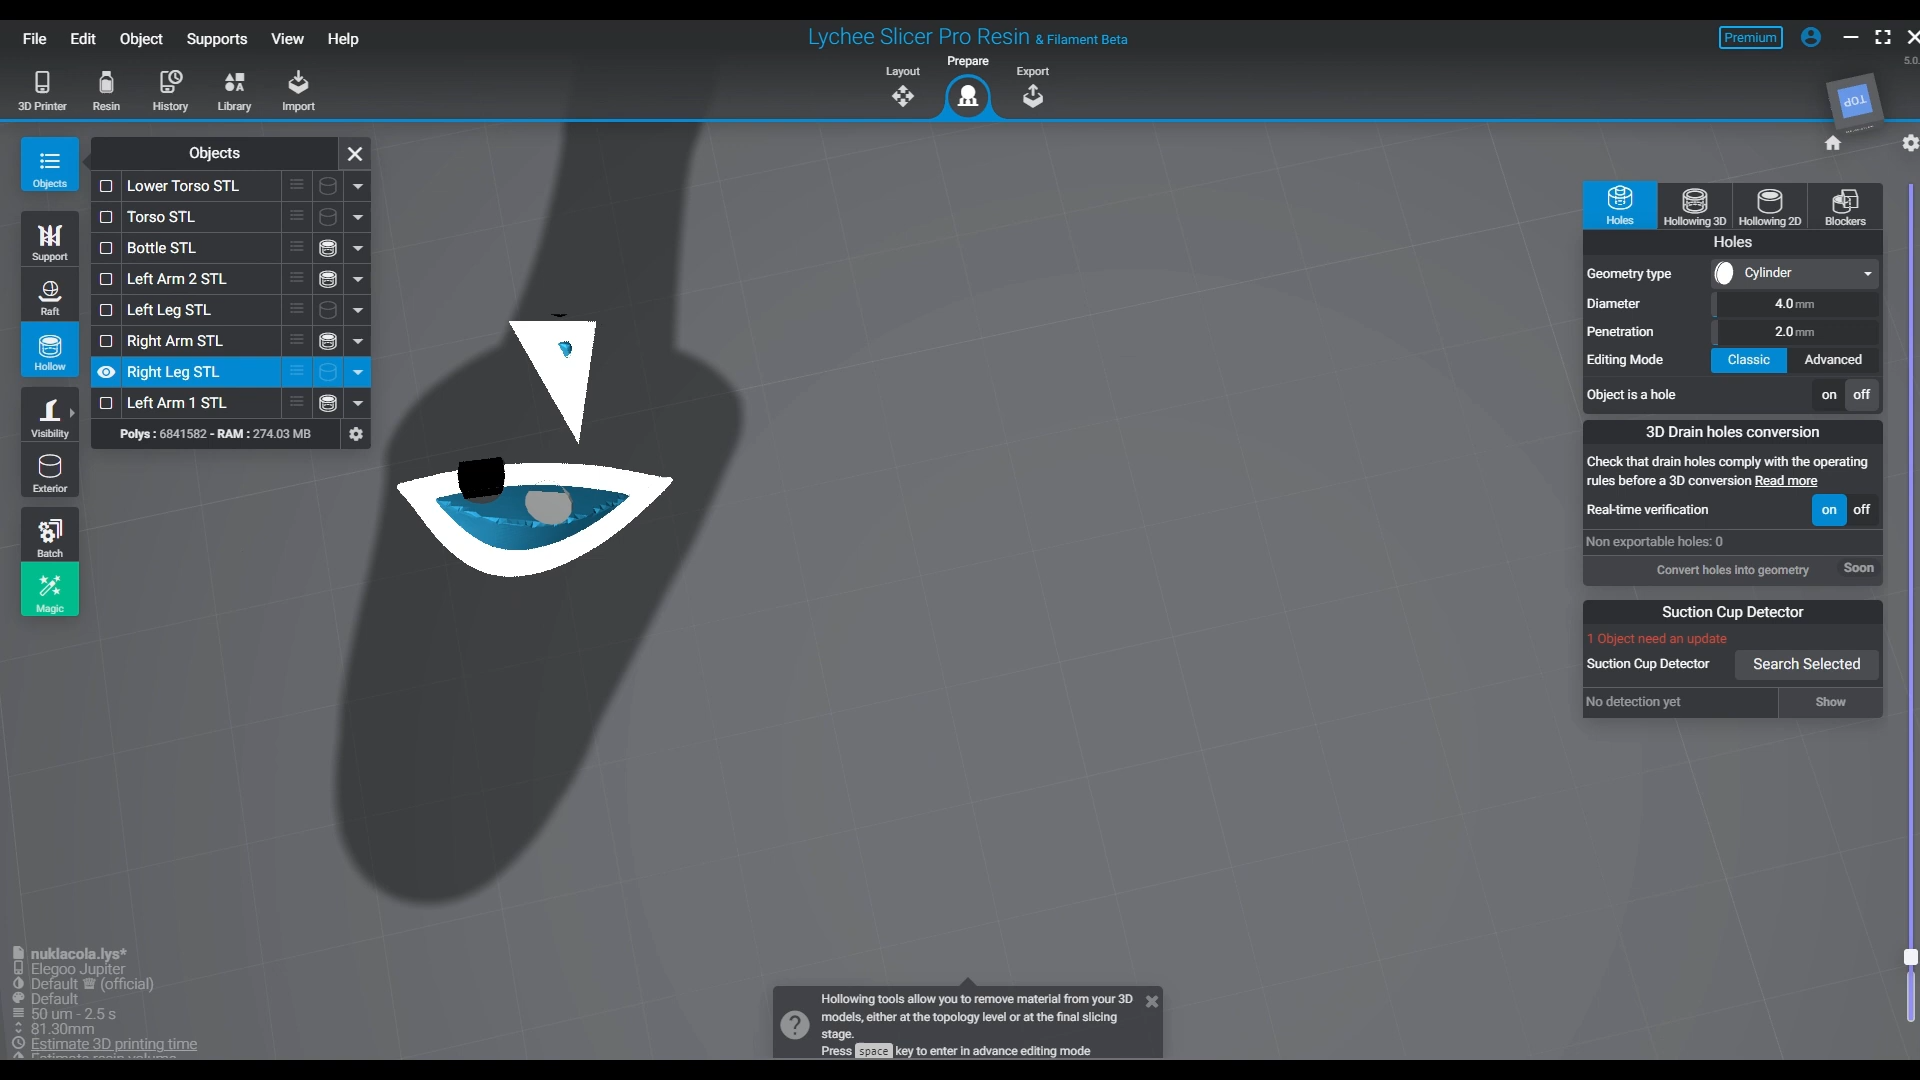 File Edit Object Supports View Help
Lychee Slicer Pro Resin & Filament Beta
Premium
5.0.
3D Printer Resin History Library Import
Layout Prepare Export
TOP
Objects
Support
Raft
Hollow
Visibility
Exterior
Batch
Magic
Objects
Lower Torso STL
Torso STL
Bottle STL
Left Arm 2 STL
Left Leg STL
Right Arm STL
Right Leg STL
Left Arm 1 STL
Polys : 6841582 - RAM : 274.03 MB
Holes Hollowing 3D Hollowing 2D Blockers
Holes
Geometry type Cylinder
Diameter 4.0 mm
Penetration 2.0 mm
Editing Mode Classic Advanced
Object is a hole on off
3D Drain holes conversion
Check that drain holes comply with the operating
rules before a 3D conversion Read more
Real-time verification on off
Non exportable holes: 0
Convert holes into geometry Soon
Suction Cup Detector
1 Object need an update
Suction Cup Detector Search Selected
No detection yet Show
nuklacola.lys*
Elegoo Jupiter
Default (official)
Default
50 um - 2.5 s
81.30mm
Estimate 3D printing time
Estimate resin volume
Hollowing tools allow you to remove material from your 3D
models, either at the topology level or at the final slicing
stage.
Press space key to enter in advance editing mode